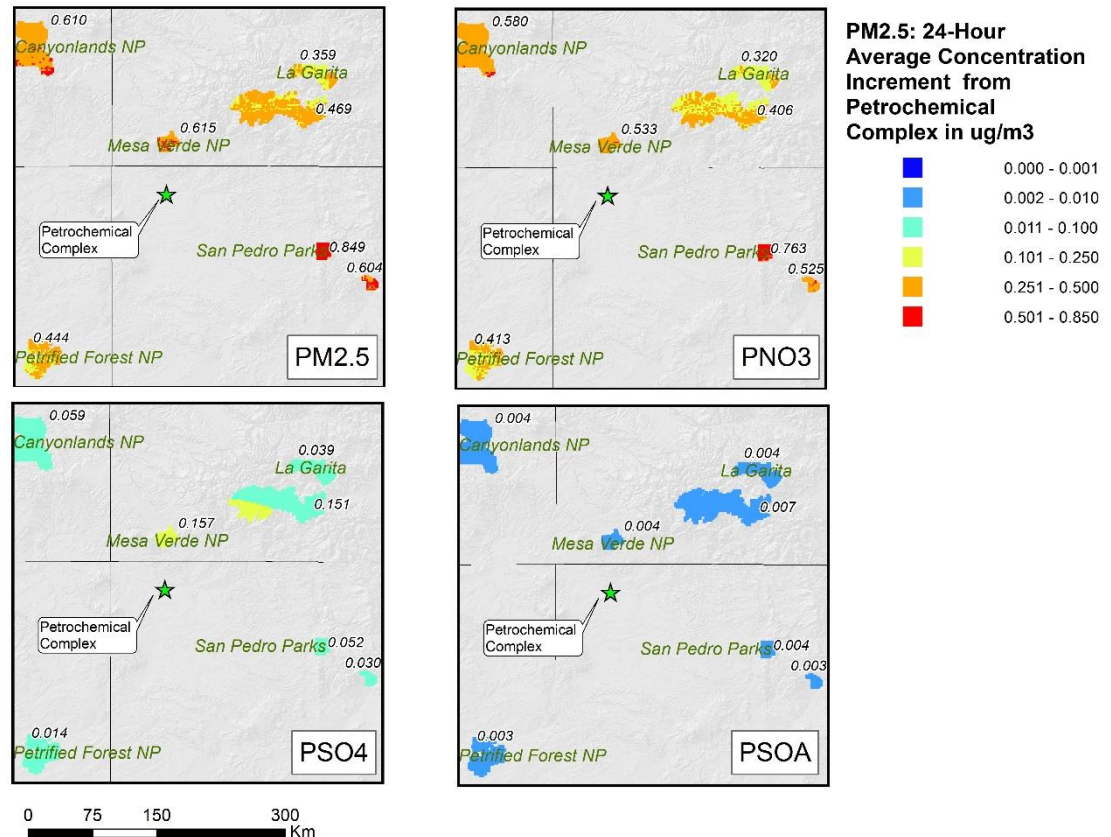 0.610
Canyonlands NP
0.359
La Garita
0.469
0.615
Mesa Verde NP
Petrochemical
Complex
San Pedro Parks
0.849
0.604
0.444
Petrified Forest NP
PM2.5
0.580
Canyonlands NP
0.320
La Garita
0.406
0.533
Mesa Verde NP
Petrochemical
Complex
San Pedro Parks
0.763
0.525
0.413
Petrified Forest NP
PNO3
PM2.5: 24-Hour
Average Concentration
Increment from
Petrochemical
Complex in ug/m3
0.000 - 0.001
0.002 - 0.010
0.011 - 0.100
0.101 - 0.250
0.251 - 0.500
0.501 - 0.850
0.059
Canyonlands NP
0.039
La Garita
0.151
0.157
Mesa Verde NP
Petrochemical
Complex
San Pedro Parks
0.052
0.030
0.014
Petrified Forest NP
PSO4
0.004
Canyonlands NP
0.004
La Garita
0.007
0.004
Mesa Verde NP
Petrochemical
Complex
San Pedro Parks
0.004
0.003
0.003
Petrified Forest NP
PSOA
0 75 150 300
Km